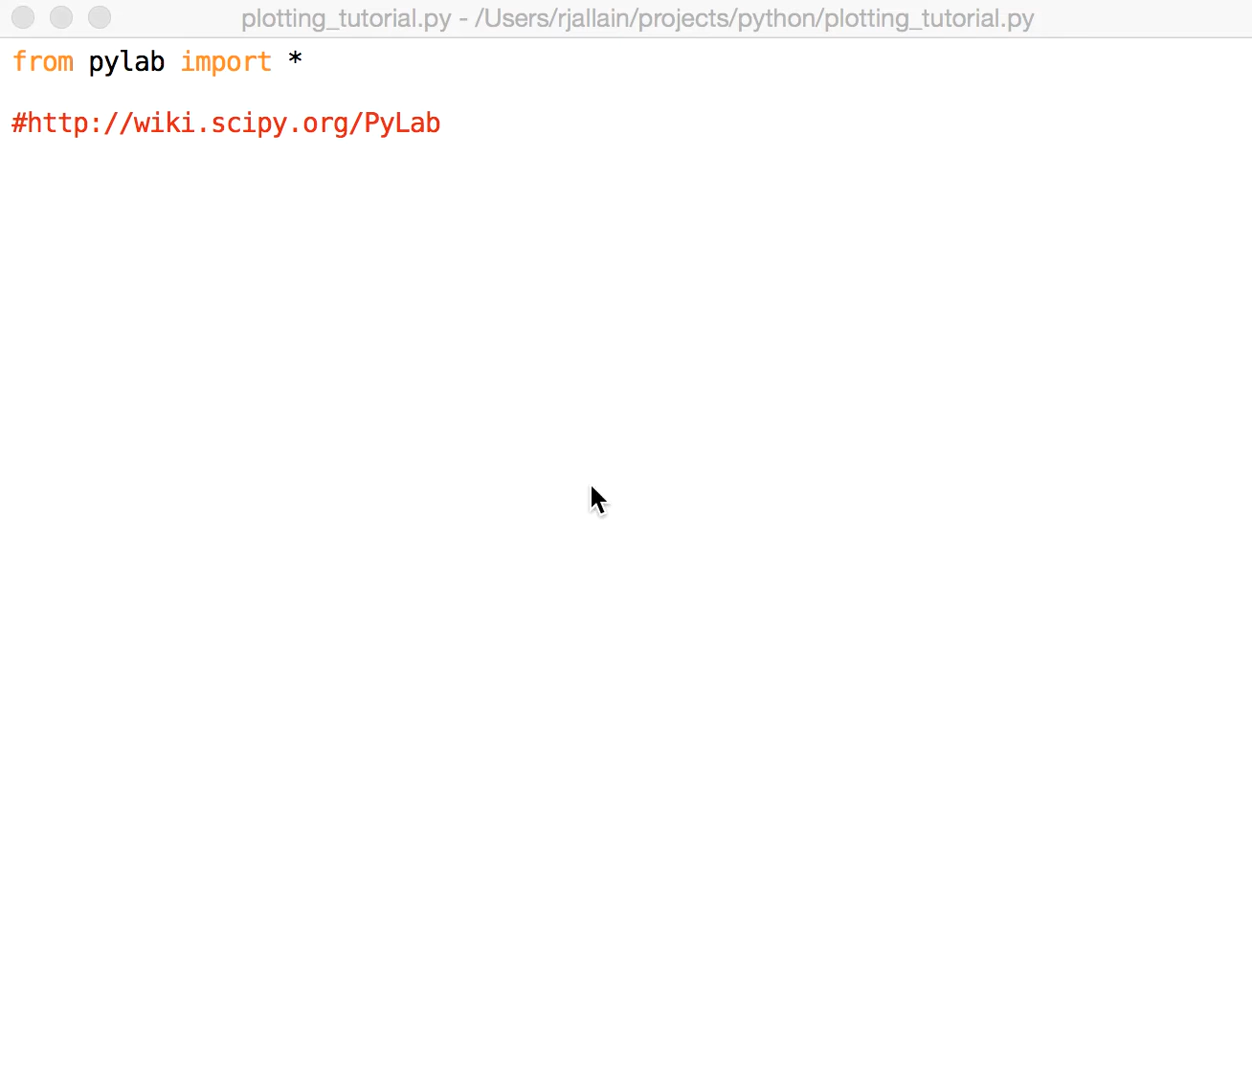 plotting_tutorial.py - /Users/rjallain/projects/python/plotting_tutorial.py
from pylab import *
#http://wiki.scipy.org/PyLab